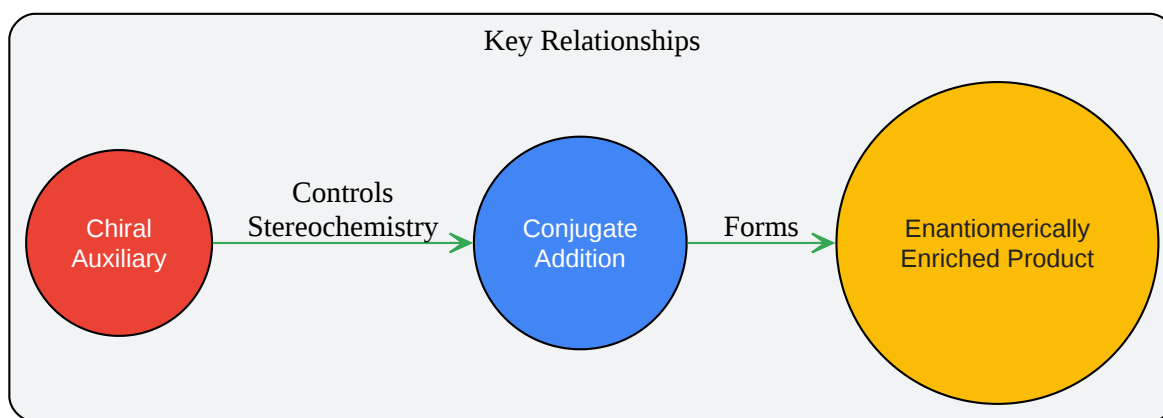 Key Relationships
Chiral
Auxiliary
Controls
Stereochemistry
Conjugate
Addition
Forms
Enantiomerically
Enriched Product